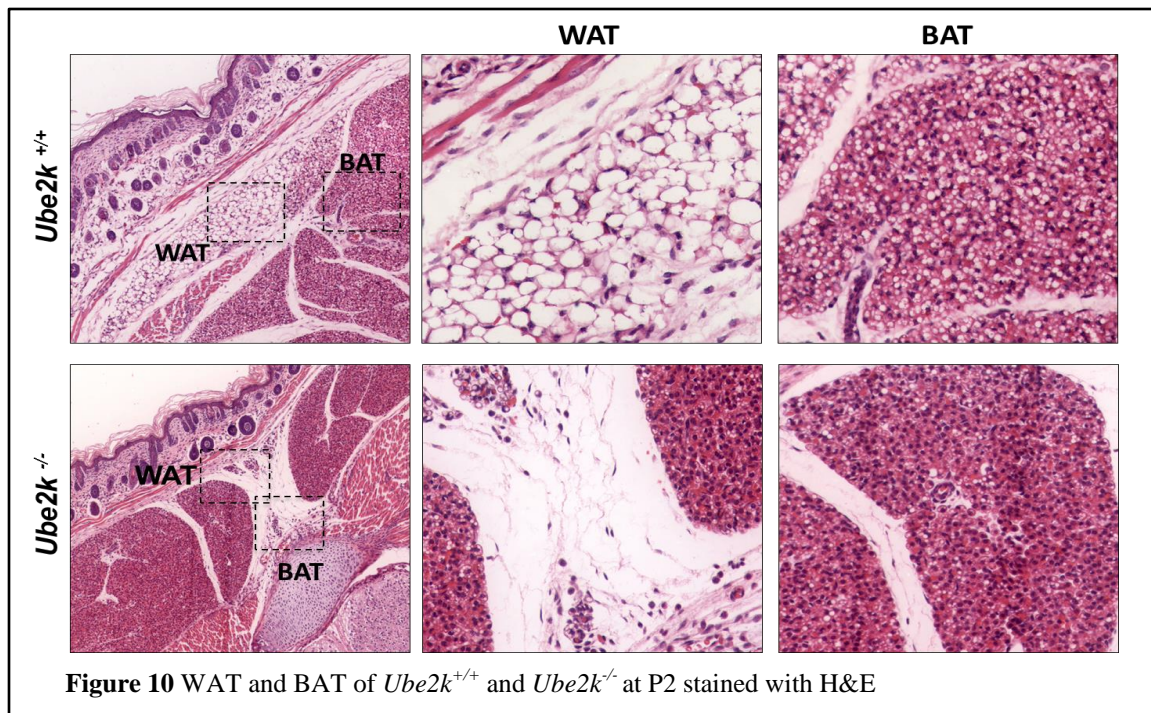 WAT
BAT
Ube2k +/+
BAT
WAT
Ube2k -/-
WAT
BAT
Figure 10 WAT and BAT of Ube2k+/+ and Ube2k-/- at P2 stained with H&E